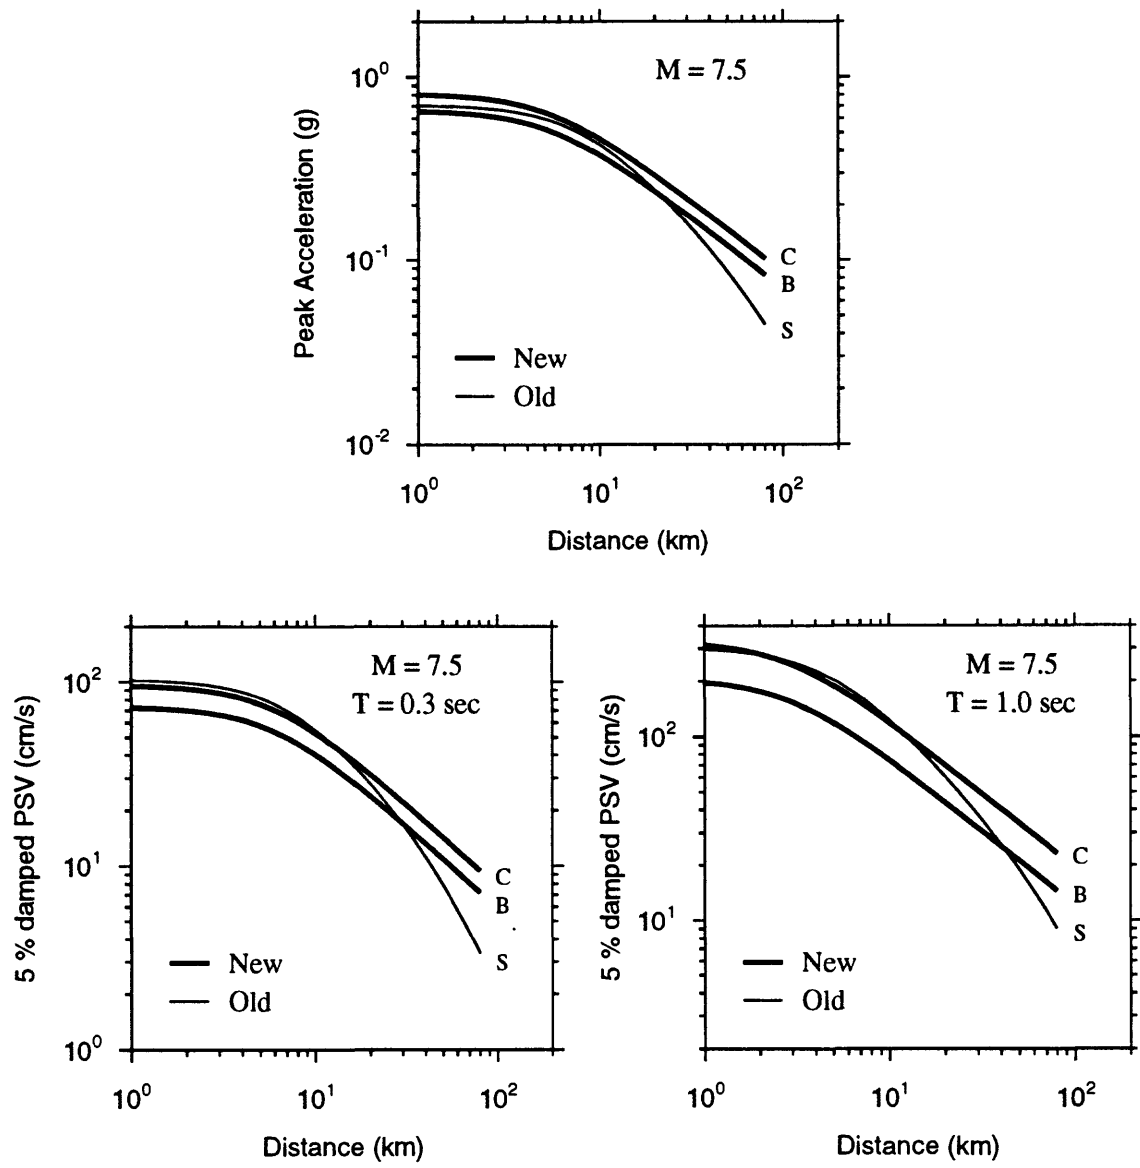 M = 7.5
Peak Acceleration (g)
10⁰
10⁻¹
10⁻²
C
B
S
New
Old
10⁰ 10¹ 10²
Distance (km)
M = 7.5
T = 0.3 sec
5 % damped PSV (cm/s)
10²
10¹
10⁰
C
B
S
New
Old
10⁰ 10¹ 10²
Distance (km)
M = 7.5
T = 1.0 sec
5 % damped PSV (cm/s)
10²
10¹
C
B
S
New
Old
10⁰ 10¹ 10²
Distance (km)